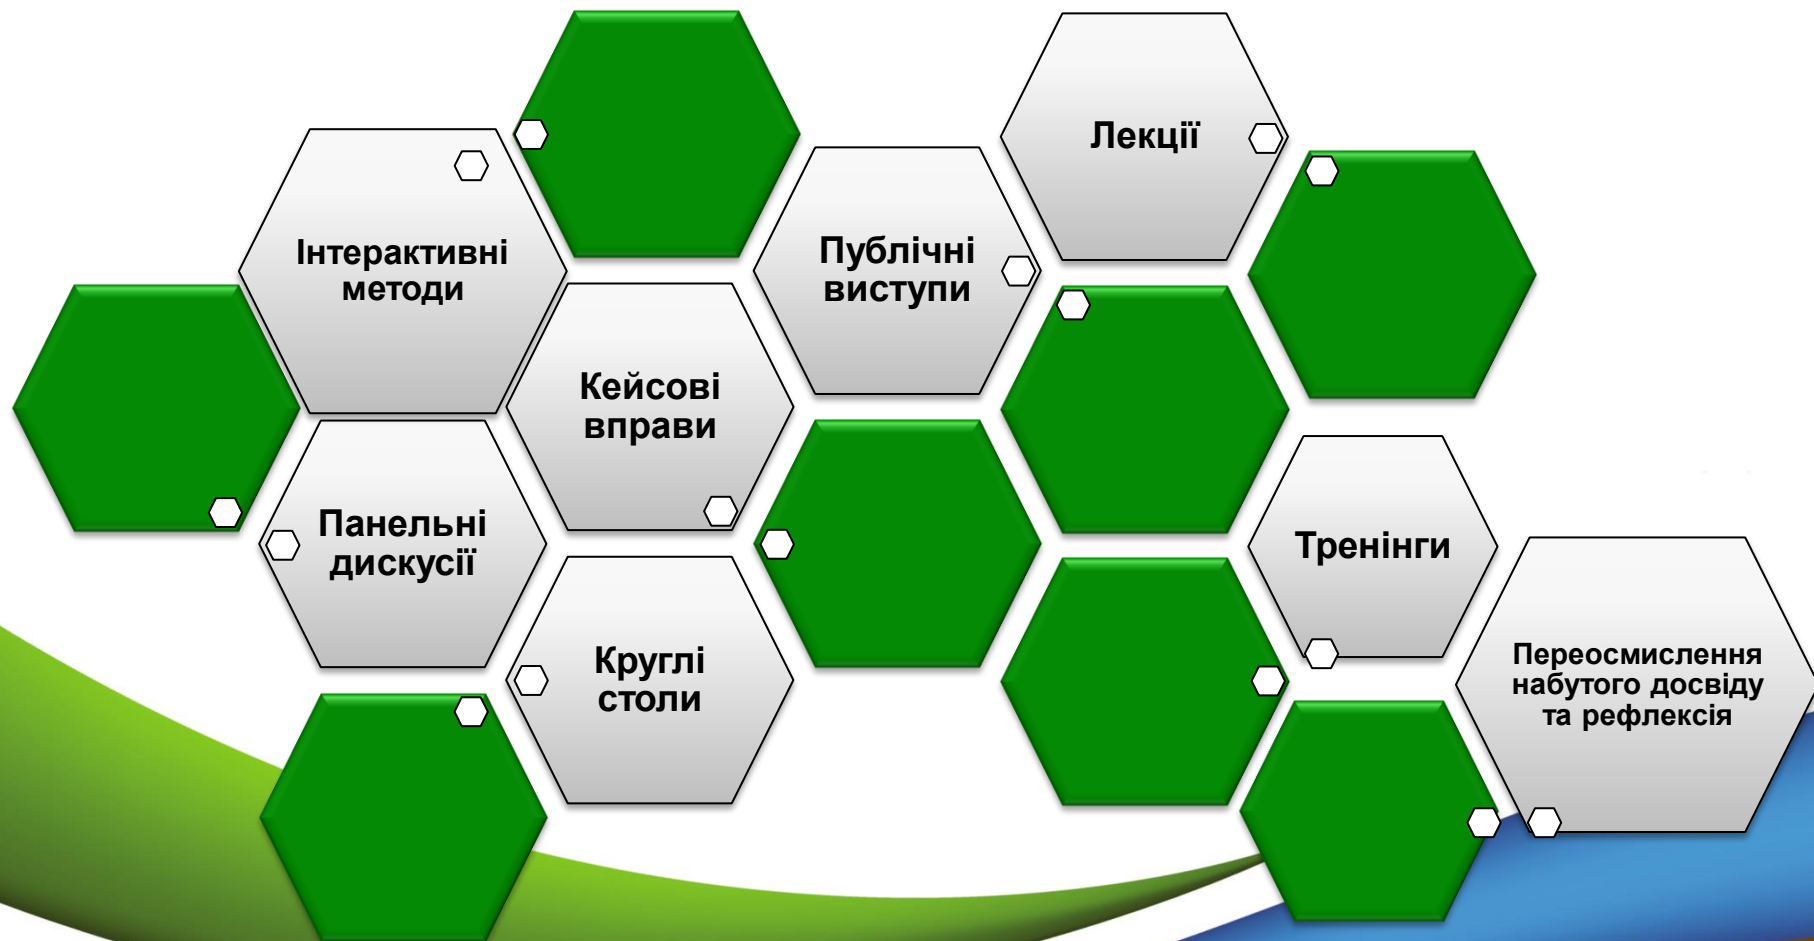 Лекції
Інтерактивні
методи
Публічні
виступи
Кейсові
вправи
Панельні
дискусії
Тренінги
Круглі
столи
Переосмислення
набутого досвіду
та рефлексія